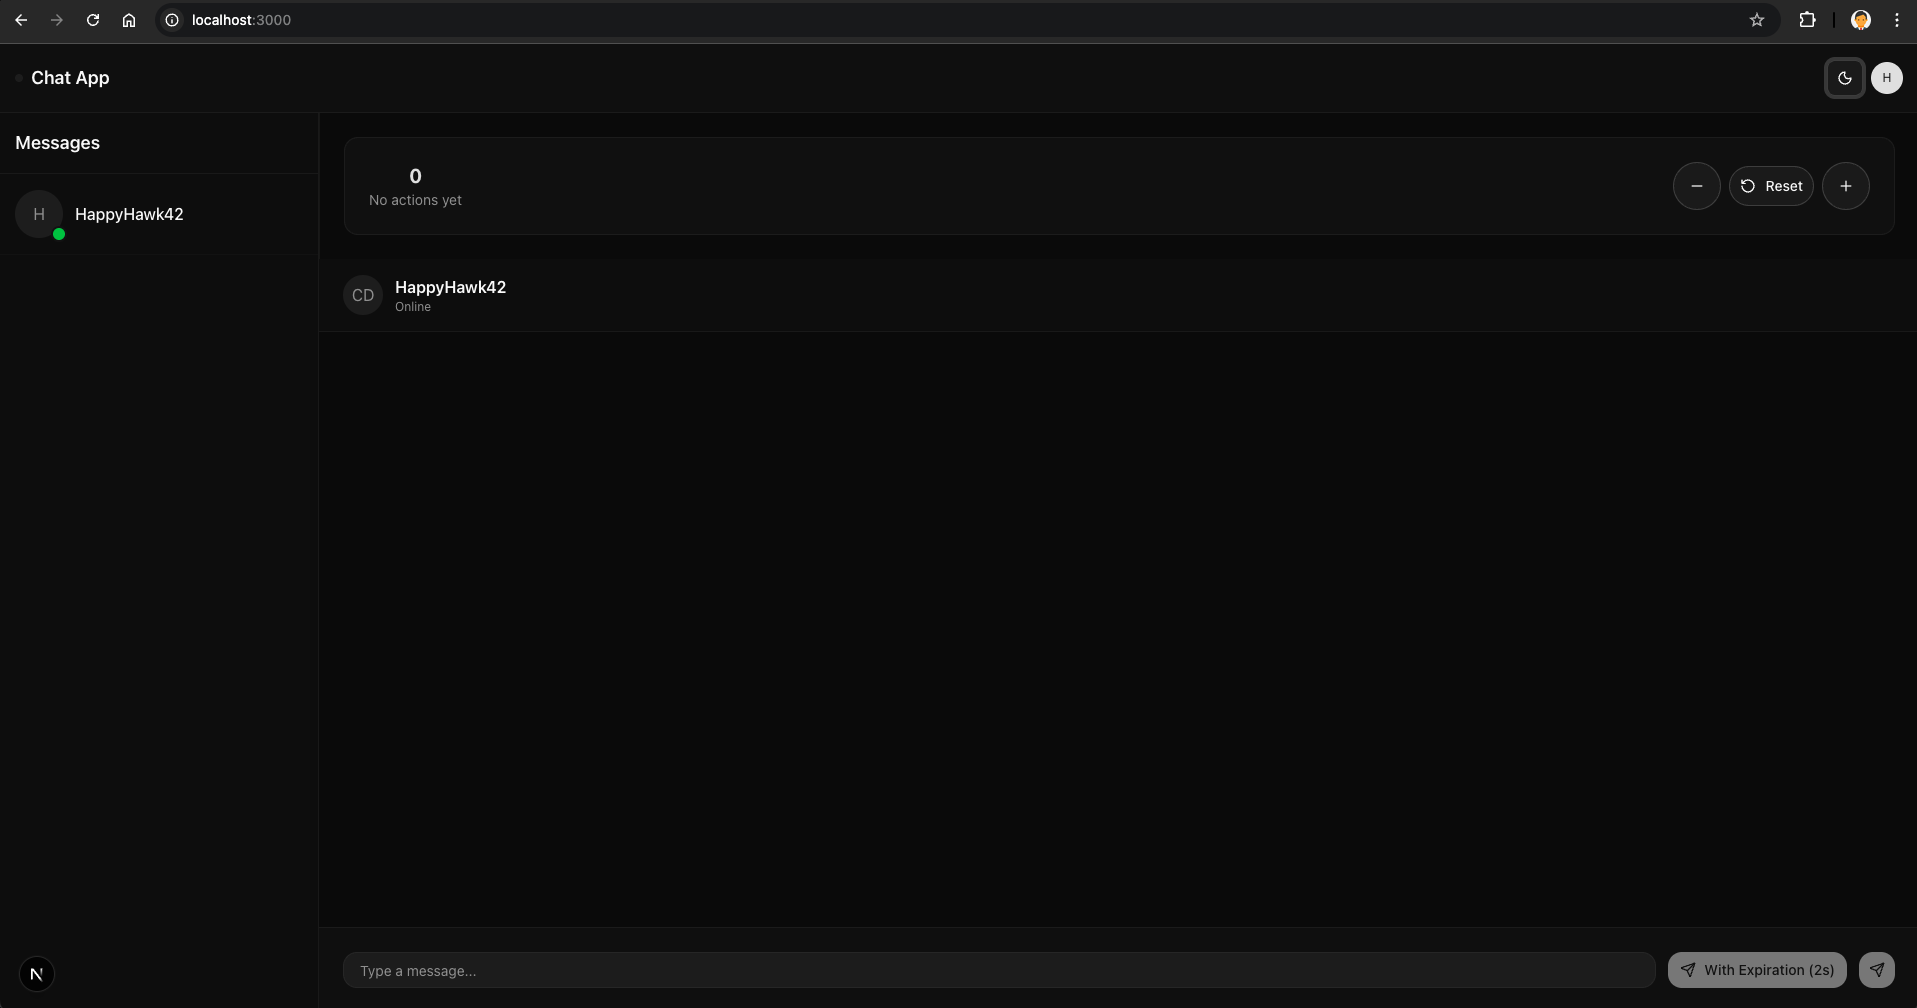 localhost:3000
Chat App
H
Messages
H
HappyHawk42
0
No actions yet
Reset
CD
HappyHawk42
Online
Type a message...
With Expiration (2s)
N